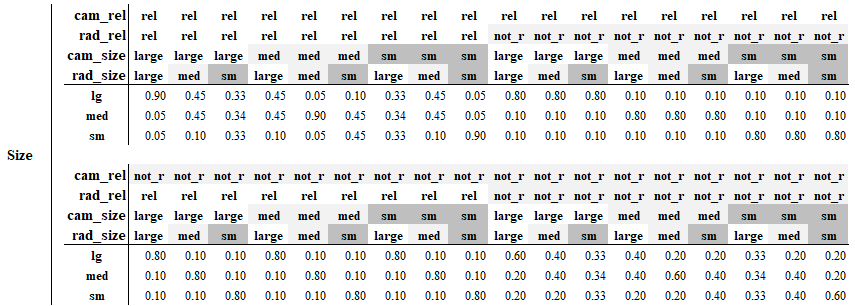 cam_rel rel rel rel rel rel rel rel rel rel rel rel rel rel rel rel rel rel rel
rad_rel rel rel rel rel rel rel rel rel rel not_r not_r not_r not_r not_r not_r not_r not_r not_r
cam_size large large large med med med sm sm sm large large large med med med sm sm sm
rad_size large med sm large med sm large med sm large med sm large med sm large med sm
lg 0.90 0.45 0.33 0.45 0.05 0.10 0.33 0.45 0.05 0.80 0.80 0.80 0.10 0.10 0.10 0.10 0.10 0.10
med 0.05 0.45 0.34 0.45 0.90 0.45 0.34 0.45 0.05 0.10 0.10 0.10 0.80 0.80 0.80 0.10 0.10 0.10
sm 0.05 0.10 0.33 0.10 0.05 0.45 0.33 0.10 0.90 0.10 0.10 0.10 0.10 0.10 0.10 0.80 0.80 0.80
Size
cam_rel not_r not_r not_r not_r not_r not_r not_r not_r not_r not_r not_r not_r not_r not_r not_r not_r not_r not_r
rad_rel rel rel rel rel rel rel rel rel rel not_r not_r not_r not_r not_r not_r not_r not_r not_r
cam_size large large large med med med sm sm sm large large large med med med sm sm sm
rad_size large med sm large med sm large med sm large med sm large med sm large med sm
lg 0.80 0.10 0.10 0.80 0.10 0.10 0.80 0.10 0.10 0.60 0.40 0.33 0.40 0.20 0.20 0.33 0.20 0.20
med 0.10 0.80 0.10 0.10 0.80 0.10 0.10 0.80 0.10 0.20 0.40 0.34 0.40 0.60 0.40 0.34 0.40 0.20
sm 0.10 0.10 0.80 0.10 0.10 0.80 0.10 0.10 0.80 0.20 0.20 0.33 0.20 0.20 0.40 0.33 0.40 0.60